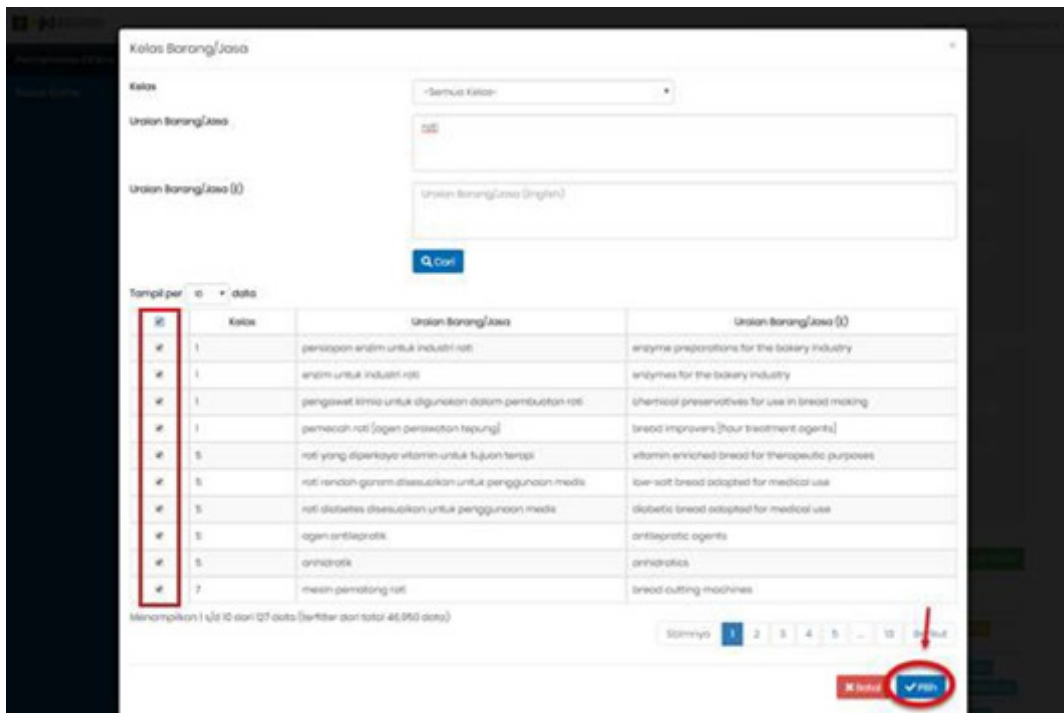 Kelas Barang/Jasa
Kelas -Semua Kelas-
Uraian Barang/Jasa roti
Uraian Barang/Jasa (E) Uraian Barang/Jasa (English)
Cari
Tampil per 10 data
Kelas Uraian Barang/Jasa Uraian Barang/Jasa (E)
1 persiapan enzim untuk industri roti enzyme preparations for the bakery industry
1 enzim untuk industri roti enzymes for the bakery industry
1 pengawet kimia untuk digunakan dalam pembuatan roti chemical preservatives for use in bread making
1 pemecah roti [agen perawatan tepung] bread improvers [flour treatment agents]
5 roti yang diperkaya vitamin untuk tujuan terapi vitamin enriched bread for therapeutic purposes
5 roti rendah garam disesuaikan untuk penggunaan medis low-salt bread adapted for medical use
5 roti diabetes disesuaikan untuk penggunaan medis diabetic bread adapted for medical use
5 agen antileprotik antileprotic agents
5 anhidrotik anhidrotics
7 mesin pemotong roti bread cutting machines
Menampilkan 1 s/d 10 dari 127 data (terfilter dari total 46,950 data)
1 2 3 4 5 ... 13
Batal Pilih